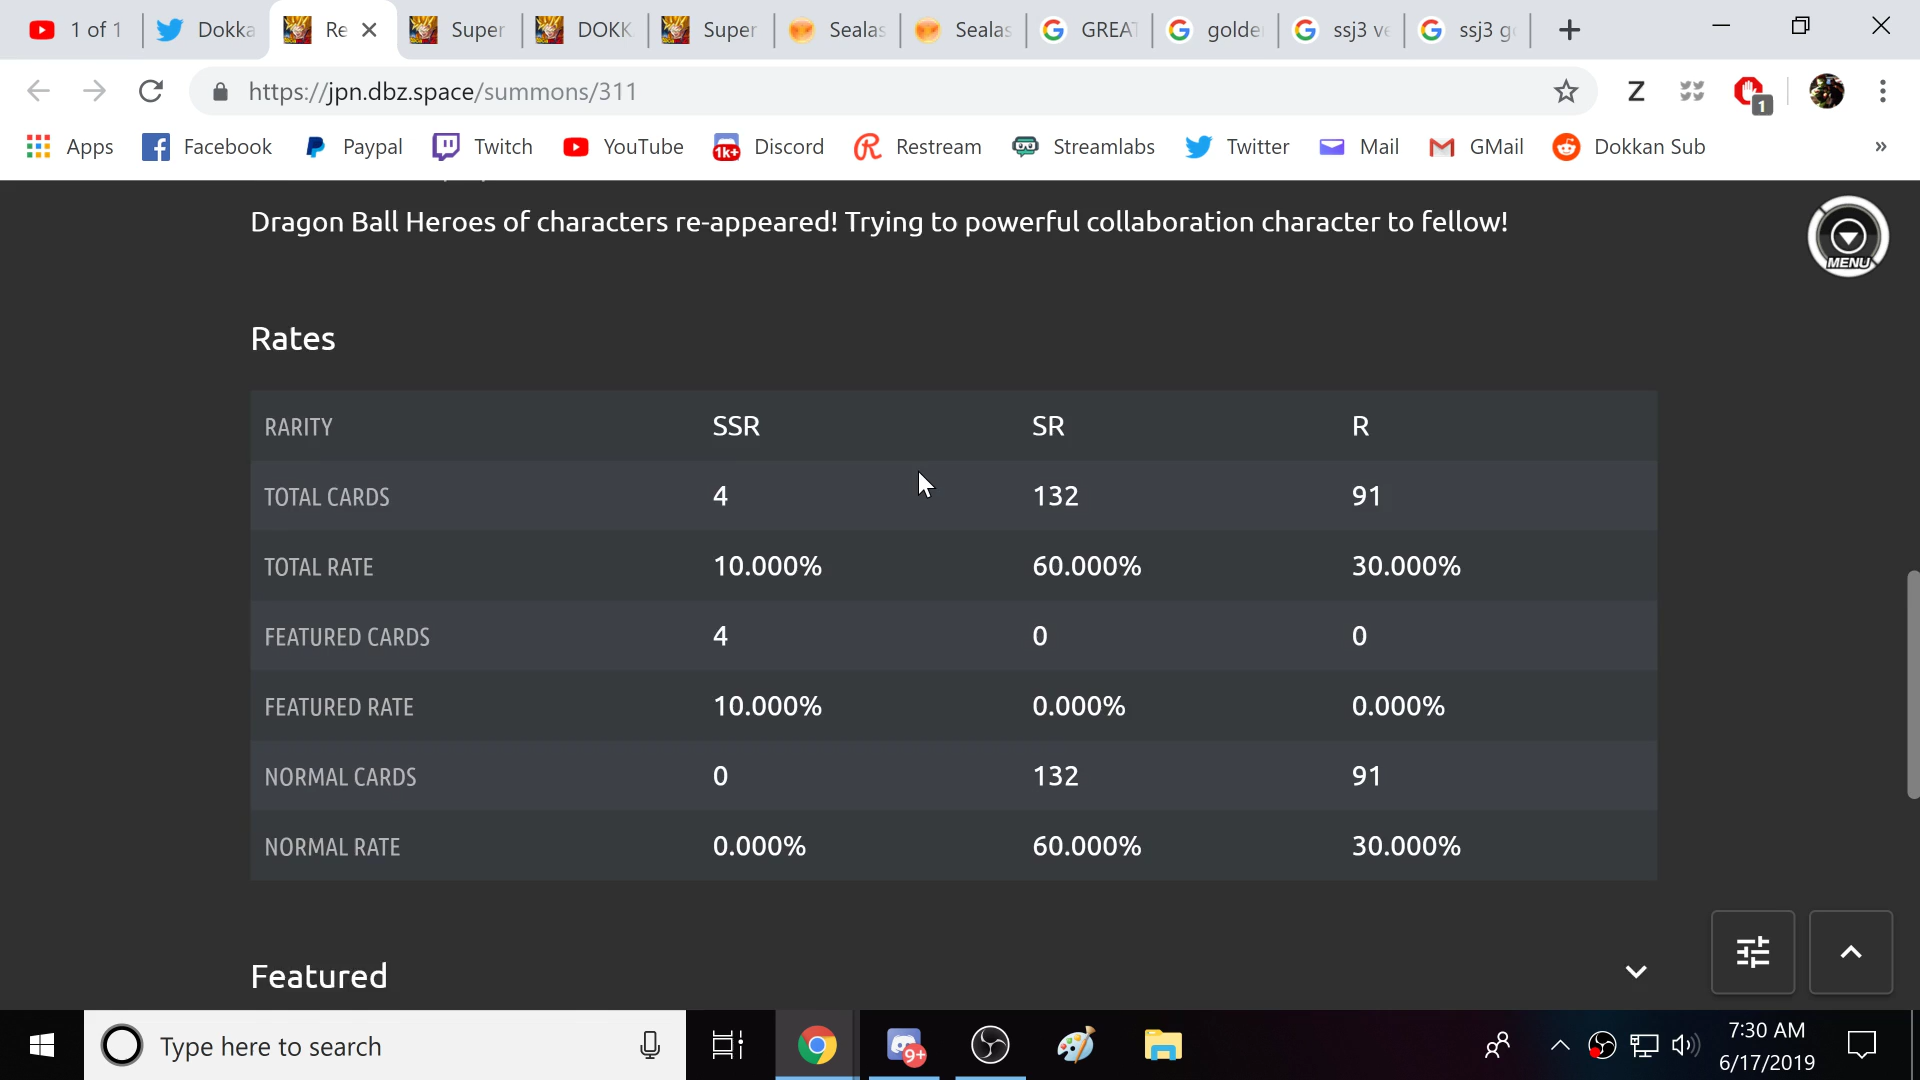 1 of 1 Dokka Re Super DOKK Super Sealas Sealas GREAT golde ssj3 ve ssj3 g
https://jpn.dbz.space/summons/311 Z 1
Apps Facebook Paypal Twitch YouTube 1k+ Discord Restream Streamlabs Twitter Mail GMail Dokkan Sub »
Dragon Ball Heroes of characters re-appeared! Trying to powerful collaboration character to fellow!
MENU
Rates
RARITY SSR SR R
TOTAL CARDS 4 132 91
TOTAL RATE 10.000% 60.000% 30.000%
FEATURED CARDS 4 0 0
FEATURED RATE 10.000% 0.000% 0.000%
NORMAL CARDS 0 132 91
NORMAL RATE 0.000% 60.000% 30.000%
Featured
Type here to search 9+ 7:30 AM
6/17/2019